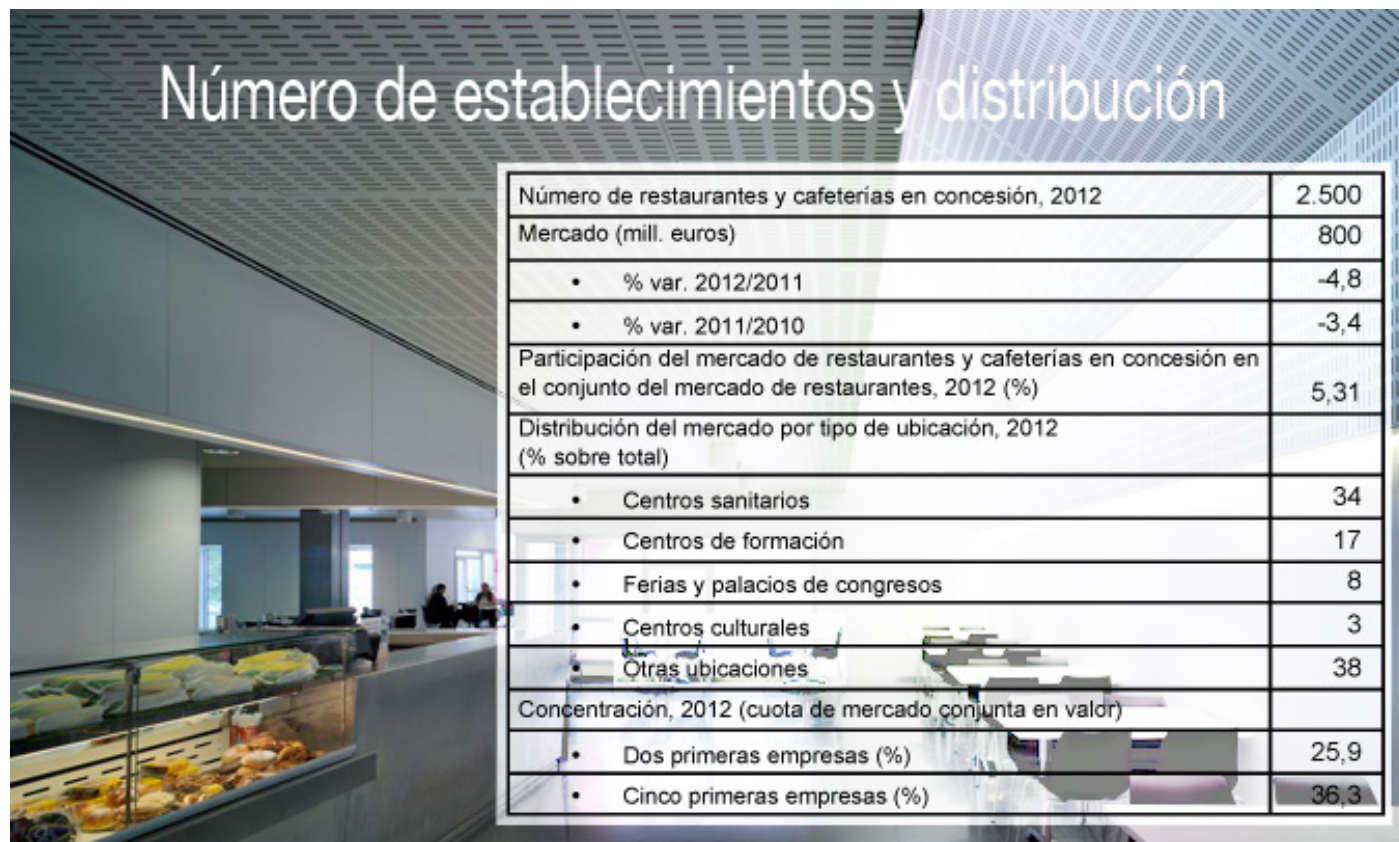 Número de establecimientos y distribución
Número de restaurantes y cafeterías en concesión, 2012 2.500
Mercado (mill. euros) 800
• % var. 2012/2011 -4,8
• % var. 2011/2010 -3,4
Participación del mercado de restaurantes y cafeterías en concesión en
el conjunto del mercado de restaurantes, 2012 (%) 5,31
Distribución del mercado por tipo de ubicación, 2012
(% sobre total)
• Centros sanitarios 34
• Centros de formación 17
• Ferias y palacios de congresos 8
• Centros culturales 3
• Otras ubicaciones 38
Concentración, 2012 (cuota de mercado conjunta en valor)
• Dos primeras empresas (%) 25,9
• Cinco primeras empresas (%) 36,3